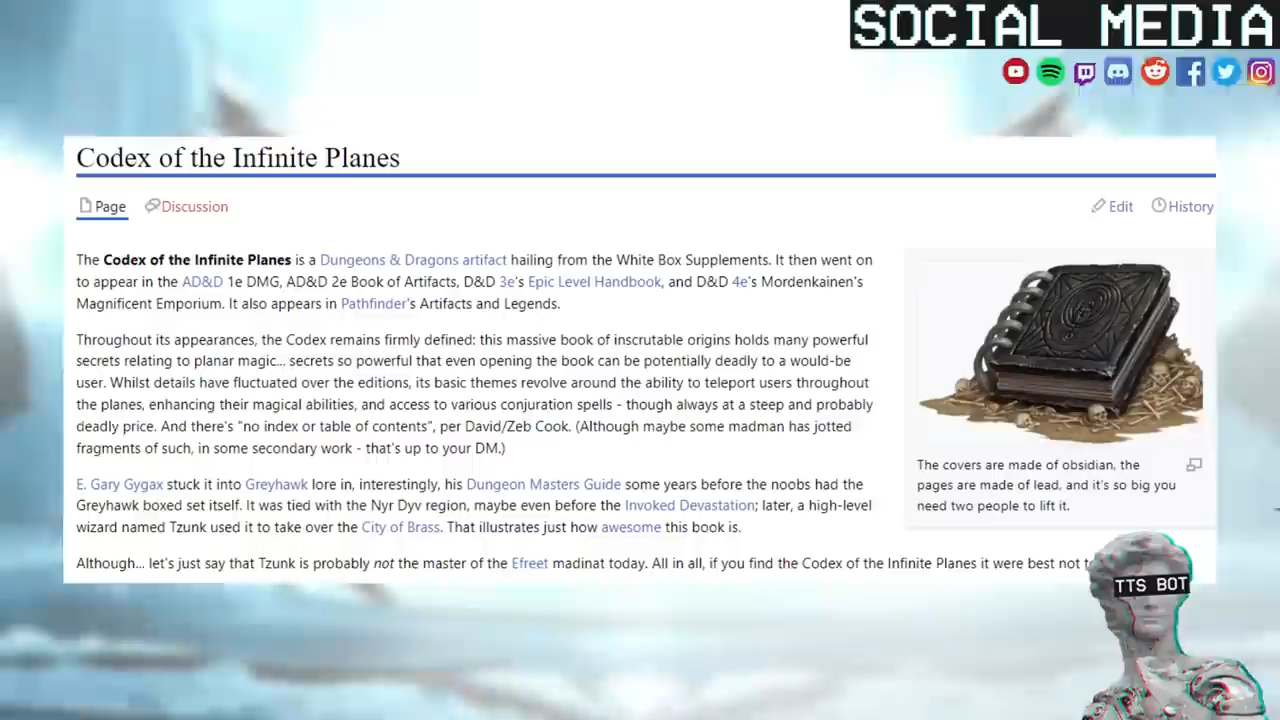 SOCIAL MEDIA
Codex of the Infinite Planes
Page Discussion Edit History
The Codex of the Infinite Planes is a Dungeons & Dragons artifact hailing from the White Box Supplements. It then went on
to appear in the AD&D 1e DMG, AD&D 2e Book of Artifacts, D&D 3e's Epic Level Handbook, and D&D 4e's Mordenkainen's
Magnificent Emporium. It also appears in Pathfinder's Artifacts and Legends.
Throughout its appearances, the Codex remains firmly defined: this massive book of inscrutable origins holds many powerful
secrets relating to planar magic... secrets so powerful that even opening the book can be potentially deadly to a would-be
user. Whilst details have fluctuated over the editions, its basic themes revolve around the ability to teleport users throughout
the planes, enhancing their magical abilities, and access to various conjuration spells - though always at a steep and probably
deadly price. And there's "no index or table of contents", per David/Zeb Cook. (Although maybe some madman has jotted
fragments of such, in some secondary work - that's up to your DM.)
E. Gary Gygax stuck it into Greyhawk lore in, interestingly, his Dungeon Masters Guide some years before the noobs had the
Greyhawk boxed set itself. It was tied with the Nyr Dyv region, maybe even before the Invoked Devastation; later, a high-level
wizard named Tzunk used it to take over the City of Brass. That illustrates just how awesome this book is.
Although... let's just say that Tzunk is probably not the master of the Efreet madinat today. All in all, if you find the Codex of the Infinite Planes it were best not
The covers are made of obsidian, the
pages are made of lead, and it's so big you
need two people to lift it.
TTS BOT